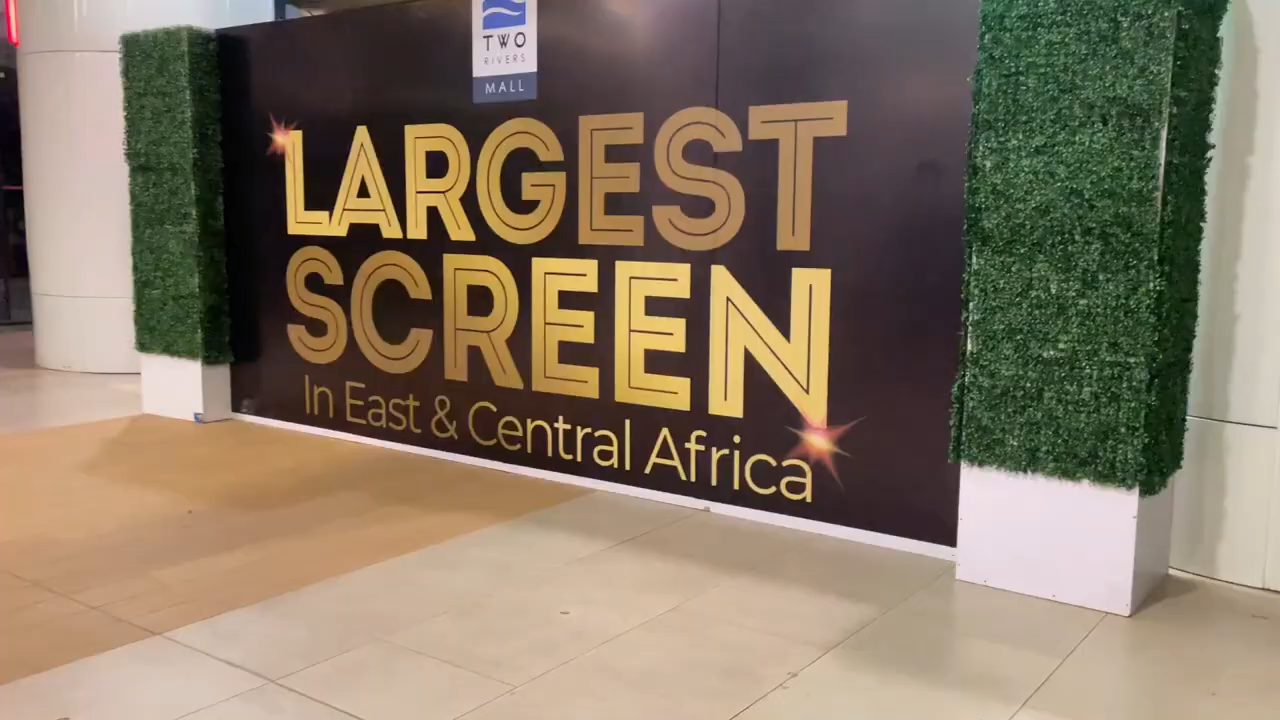 TWO
RIVERS
MALL
LARGEST
SCREEN
In East & Central Africa